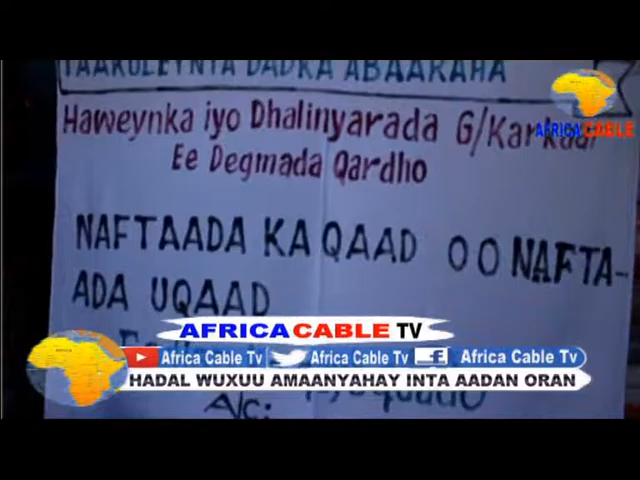 AFRICA CABLE
TAAKULEYNTA DADKA ABAARAHA
Haweynka iyo Dhalinyarada G/Karkaar
Ee Degmada Qardho
NAFTAADA KA QAAD OO NAFTA-
ADA UQAAD
AFRICA CABLE TV
Africa Cable Tv Africa Cable Tv f Africa Cable Tv
HADAL WUXUU AMAANYAHAY INTA AADAN ORAN
A/c: